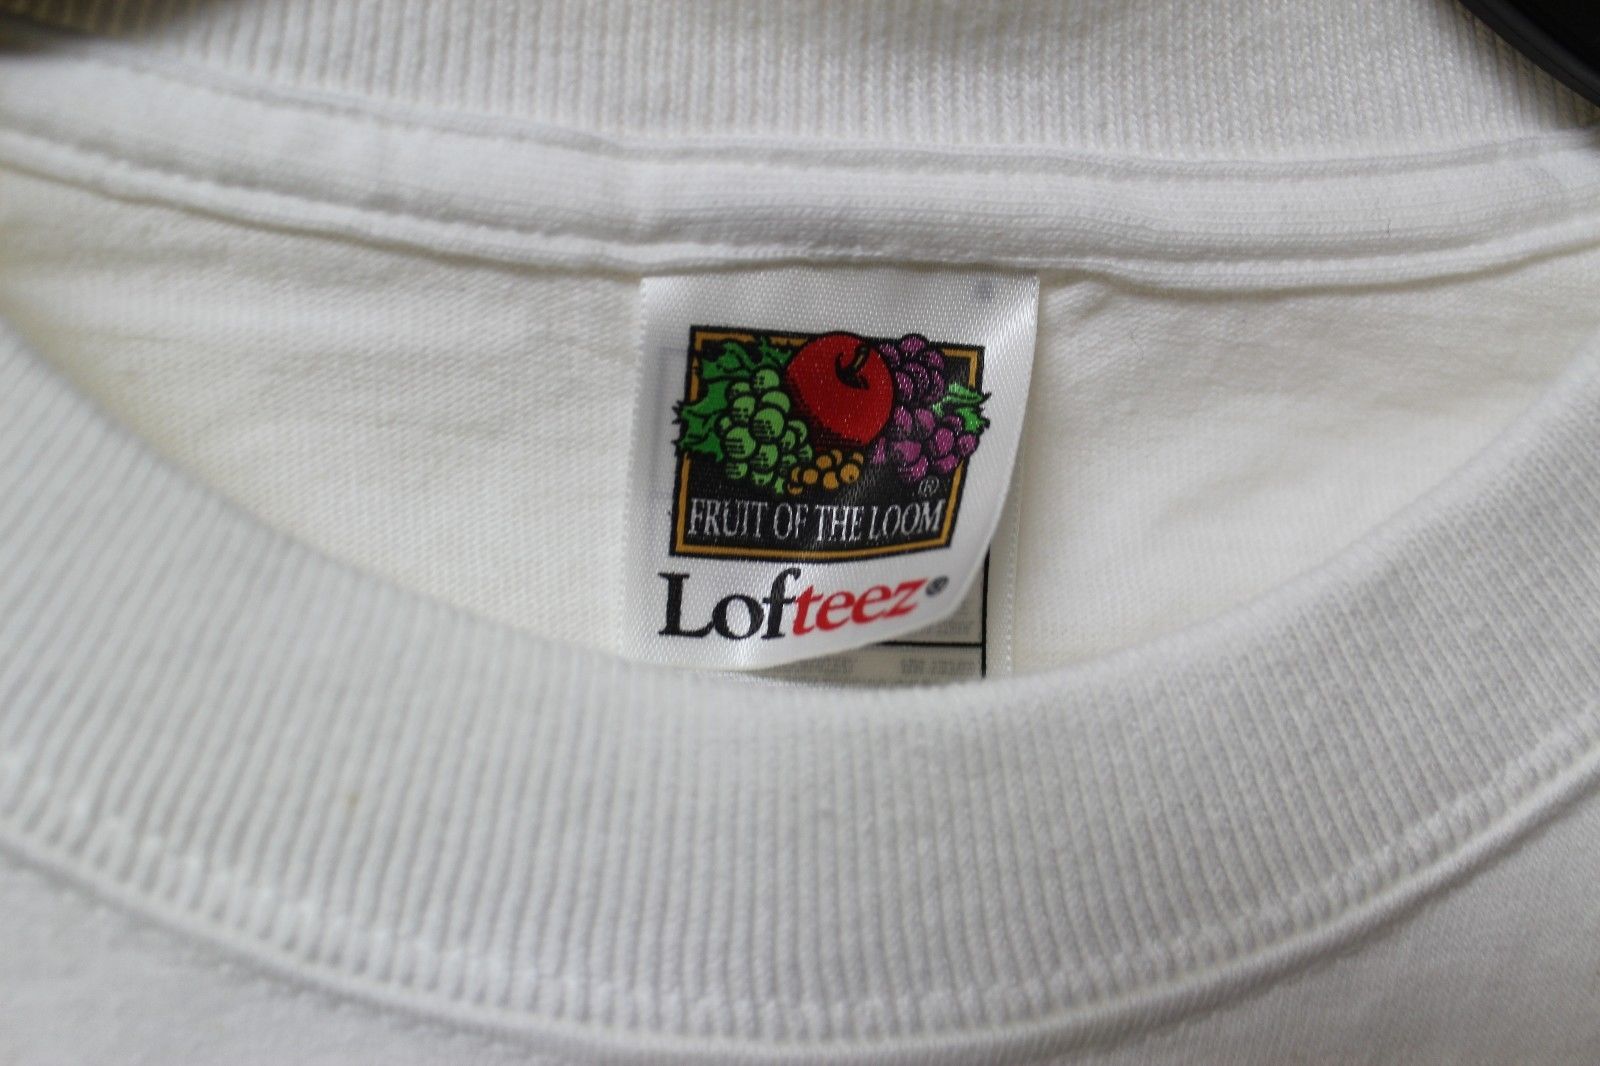 ®
FRUIT OF THE LOOM
Lofteez®